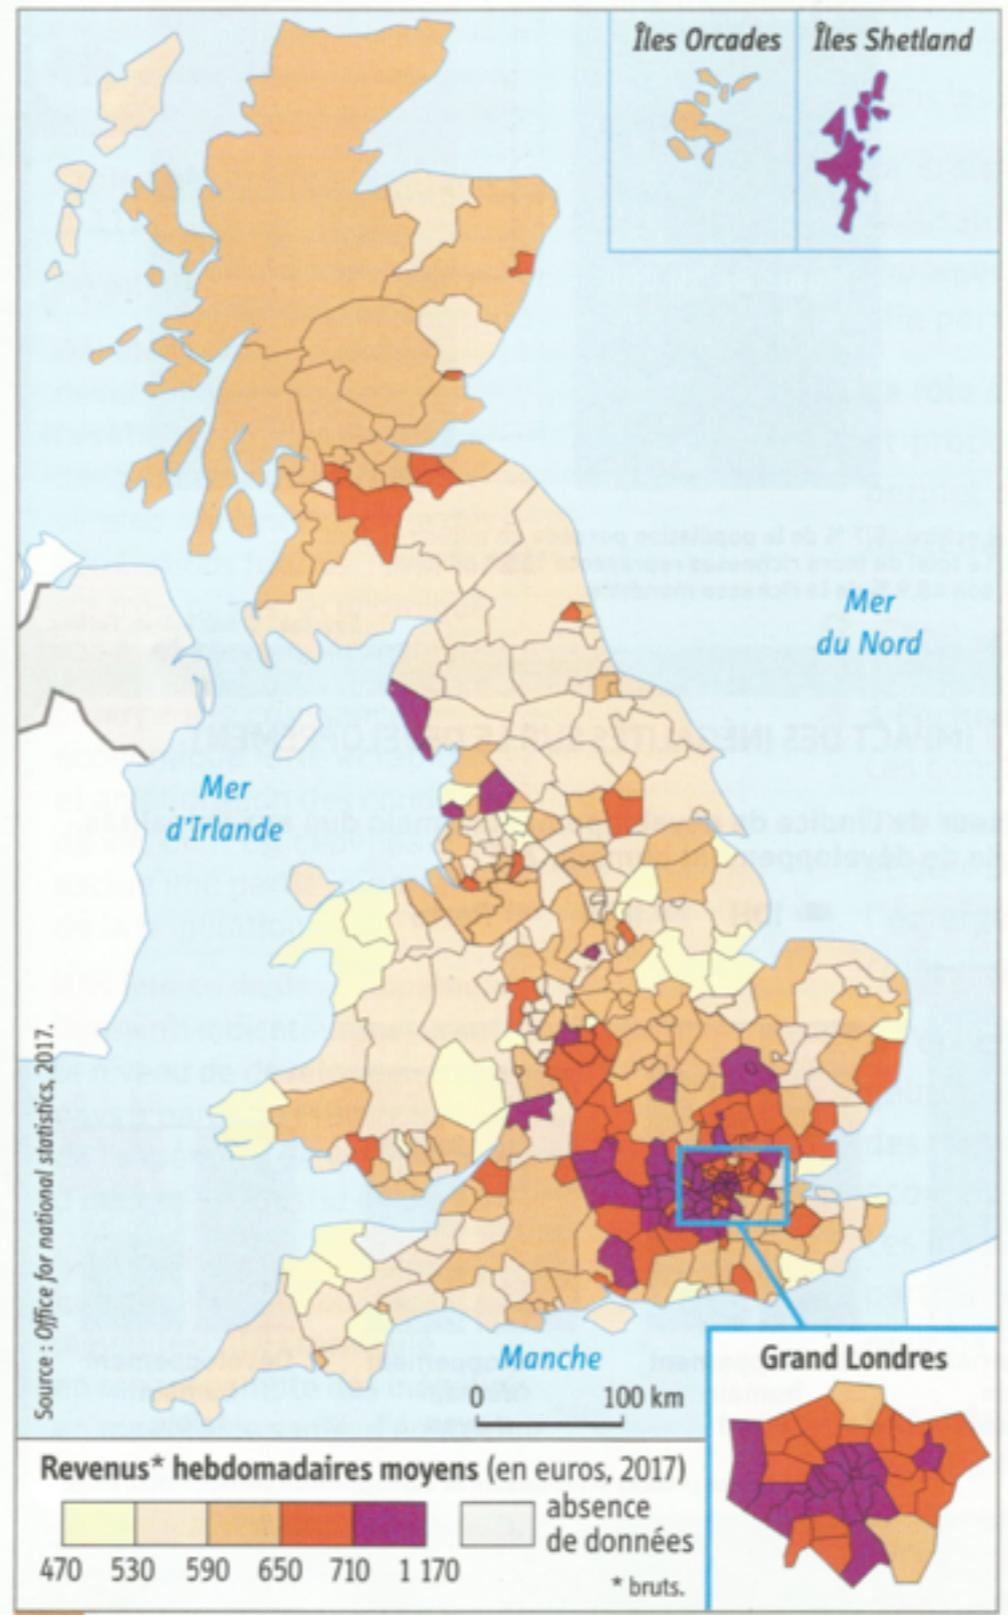 Îles Orcades
Îles Shetland
Mer
du Nord
Mer
d'Irlande
Source : Office for national statistics, 2017.
Manche
0 100 km
Grand Londres
Revenus* hebdomadaires moyens (en euros, 2017)
470 530 590 650 710 1 170
absence
de données
* bruts.